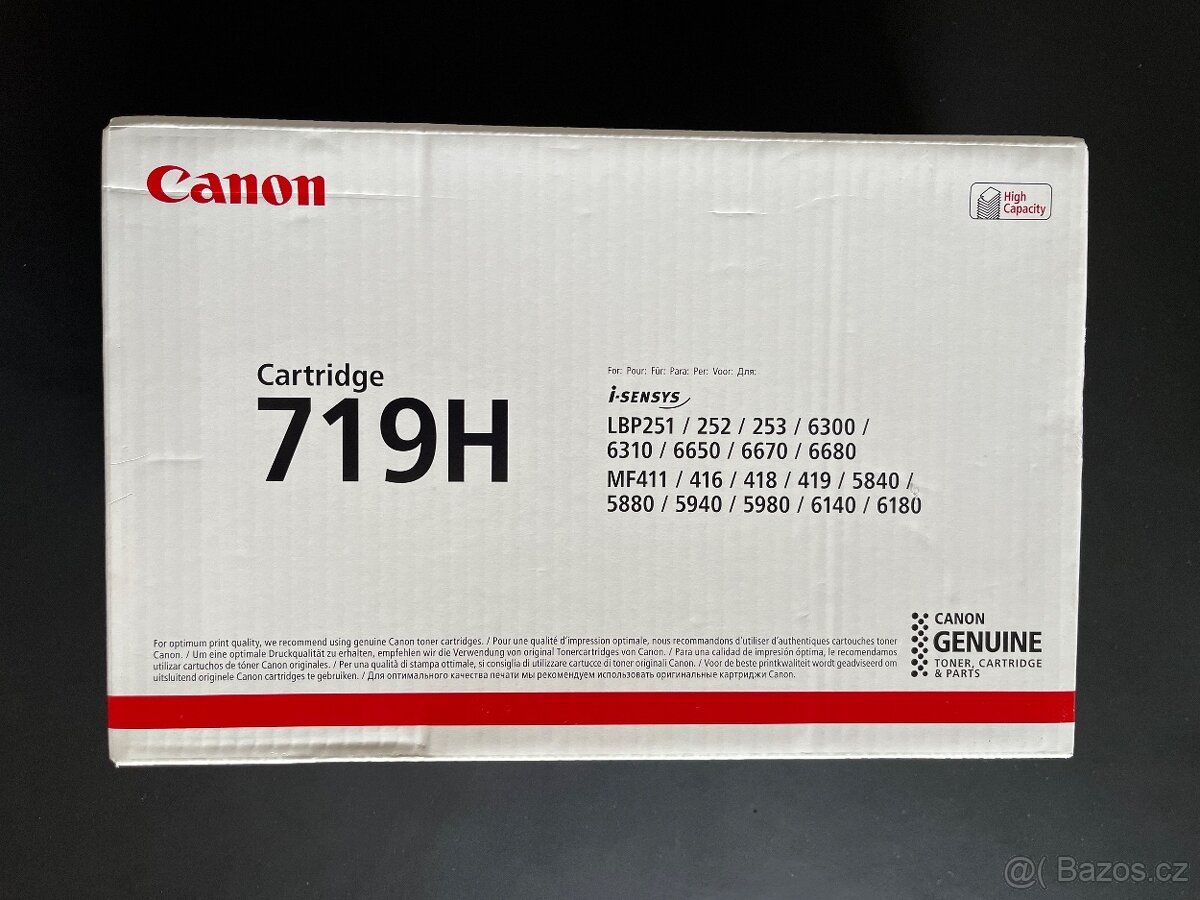 Canon
High
Capacity
Cartridge
719H
For: Pour: Für: Para: Per: Voor: Для:
i-SENSYS
LBP251 / 252 / 253 / 6300 /
6310 / 6650 / 6670 / 6680
MF411 / 416 / 418 / 419 / 5840 /
5880 / 5940 / 5980 / 6140 / 6180
For optimum print quality, we recommend using genuine Canon toner cartridges. / Pour une qualité d'impression optimale, nous recommandons d'utiliser d'authentiques cartouches toner
Canon. / Um eine optimale Druckqualität zu erhalten, empfehlen wir die Verwendung von original Tonercartridges von Canon. / Para una calidad de impresión óptima, le recomendamos
utilizar cartuchos de tóner Canon originales. / Per una qualità di stampa ottimale, si consiglia di utilizzare cartucce di toner originali Canon. / Voor de beste printkwaliteit wordt geadviseerd om
uitsluitend originele Canon cartridges te gebruiken. / Для оптимального качества печати мы рекомендуем использовать оригинальные картриджи Canon.
CANON
GENUINE
TONER, CARTRIDGE
& PARTS
@( Bazos.cz